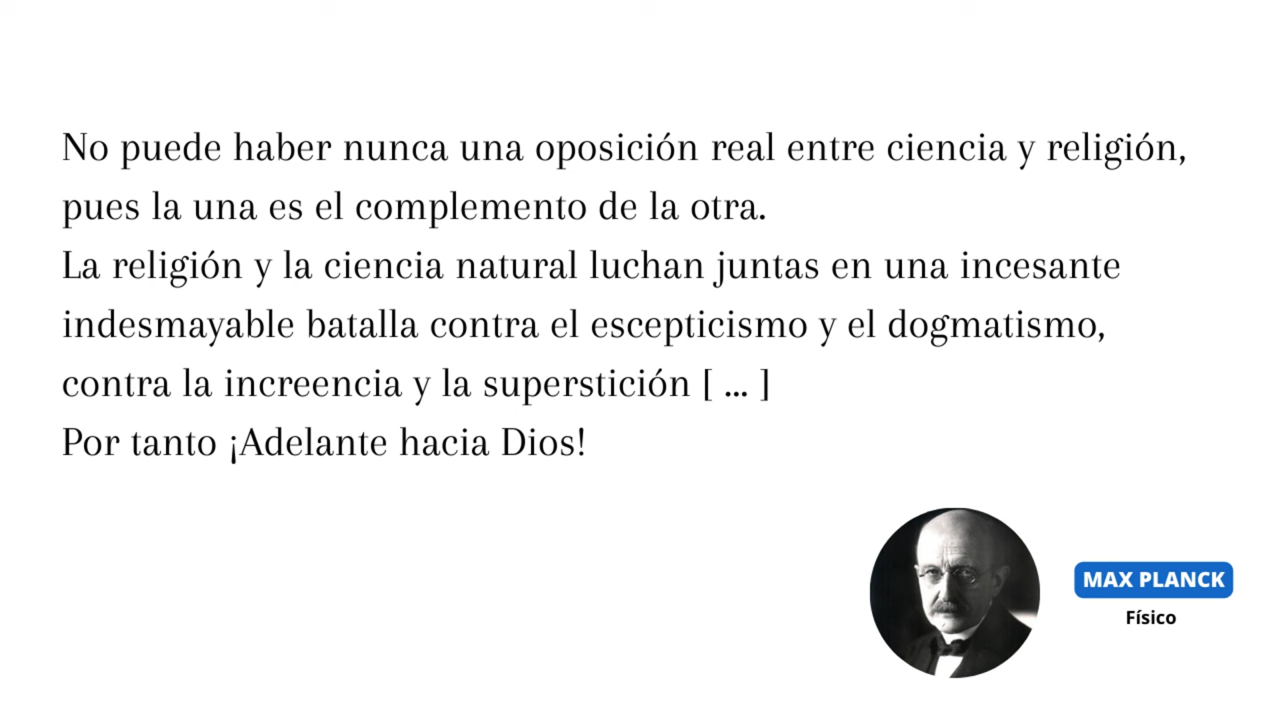 No puede haber nunca una oposición real entre ciencia y religión,
pues la una es el complemento de la otra.
La religión y la ciencia natural luchan juntas en una incesante
indesmayable batalla contra el escepticismo y el dogmatismo,
contra la increencia y la superstición [ ... ]
Por tanto ¡Adelante hacia Dios!
MAX PLANCK
Físico